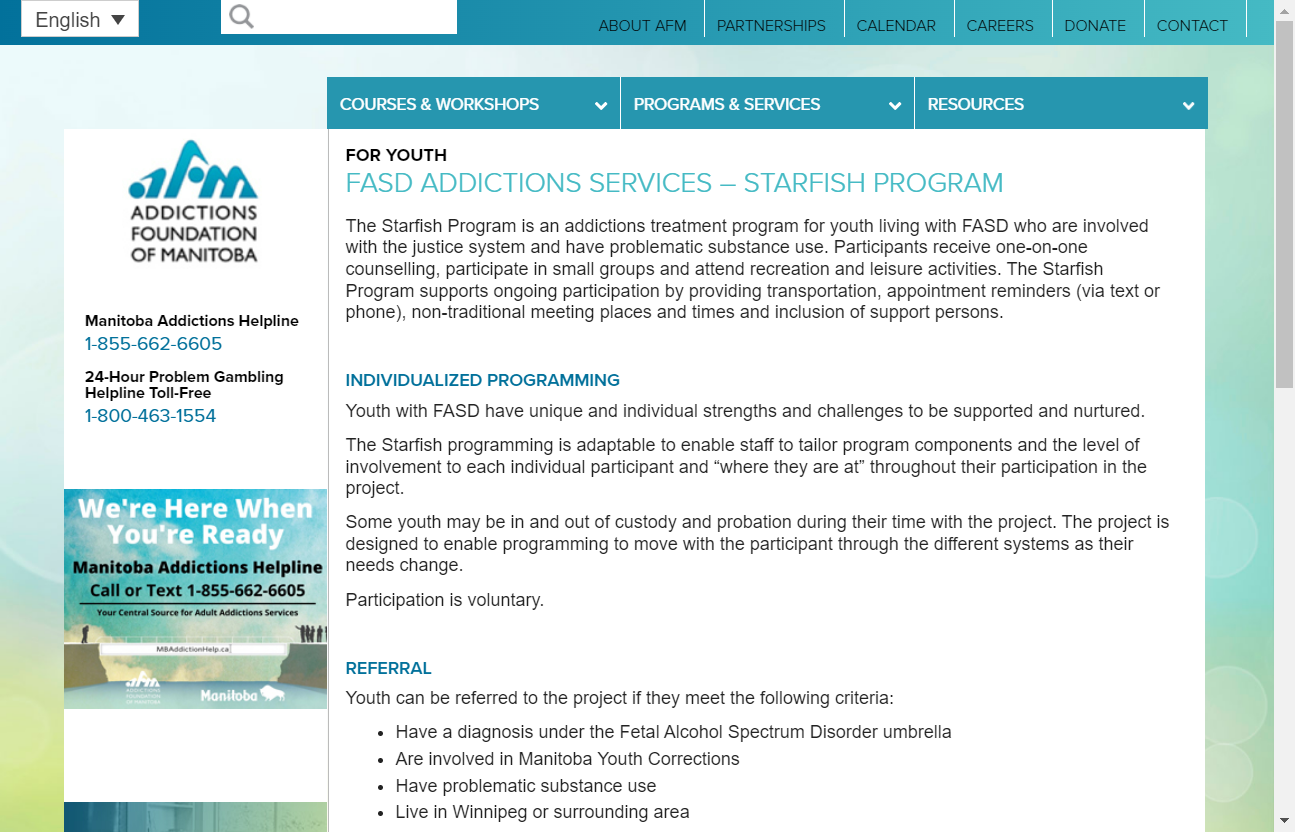 English ▼
ABOUT AFM
PARTNERSHIPS
CALENDAR
CAREERS
DONATE
CONTACT
COURSES & WORKSHOPS
PROGRAMS & SERVICES
RESOURCES
afm
ADDICTIONS
FOUNDATION
OF MANITOBA
Manitoba Addictions Helpline
1-855-662-6605
24-Hour Problem Gambling
Helpline Toll-Free
1-800-463-1554
We're Here When
You're Ready
Manitoba Addictions Helpline
Call or Text 1-855-662-6605
Your Central Source for Adult Addictions Services
MBAddictionHelp.ca
afm
ADDICTIONS
FOUNDATION
OF MANITOBA
Manitoba
FOR YOUTH
FASD ADDICTIONS SERVICES – STARFISH PROGRAM
The Starfish Program is an addictions treatment program for youth living with FASD who are involved
with the justice system and have problematic substance use. Participants receive one-on-one
counselling, participate in small groups and attend recreation and leisure activities. The Starfish
Program supports ongoing participation by providing transportation, appointment reminders (via text or
phone), non-traditional meeting places and times and inclusion of support persons.
INDIVIDUALIZED PROGRAMMING
Youth with FASD have unique and individual strengths and challenges to be supported and nurtured.
The Starfish programming is adaptable to enable staff to tailor program components and the level of
involvement to each individual participant and “where they are at” throughout their participation in the
project.
Some youth may be in and out of custody and probation during their time with the project. The project is
designed to enable programming to move with the participant through the different systems as their
needs change.
Participation is voluntary.
REFERRAL
Youth can be referred to the project if they meet the following criteria:
• Have a diagnosis under the Fetal Alcohol Spectrum Disorder umbrella
• Are involved in Manitoba Youth Corrections
• Have problematic substance use
• Live in Winnipeg or surrounding area